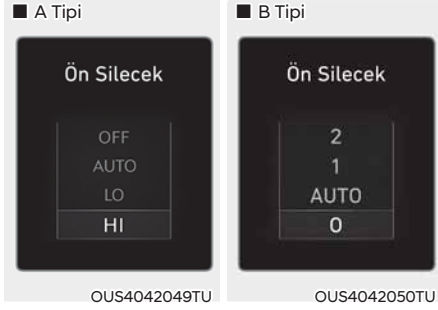 ■ A Tipi
Ön Silecek
OFF
AUTO
LO
HI
OUS4042049TU
■ B Tipi
Ön Silecek
2
1
AUTO
0
OUS4042050TU